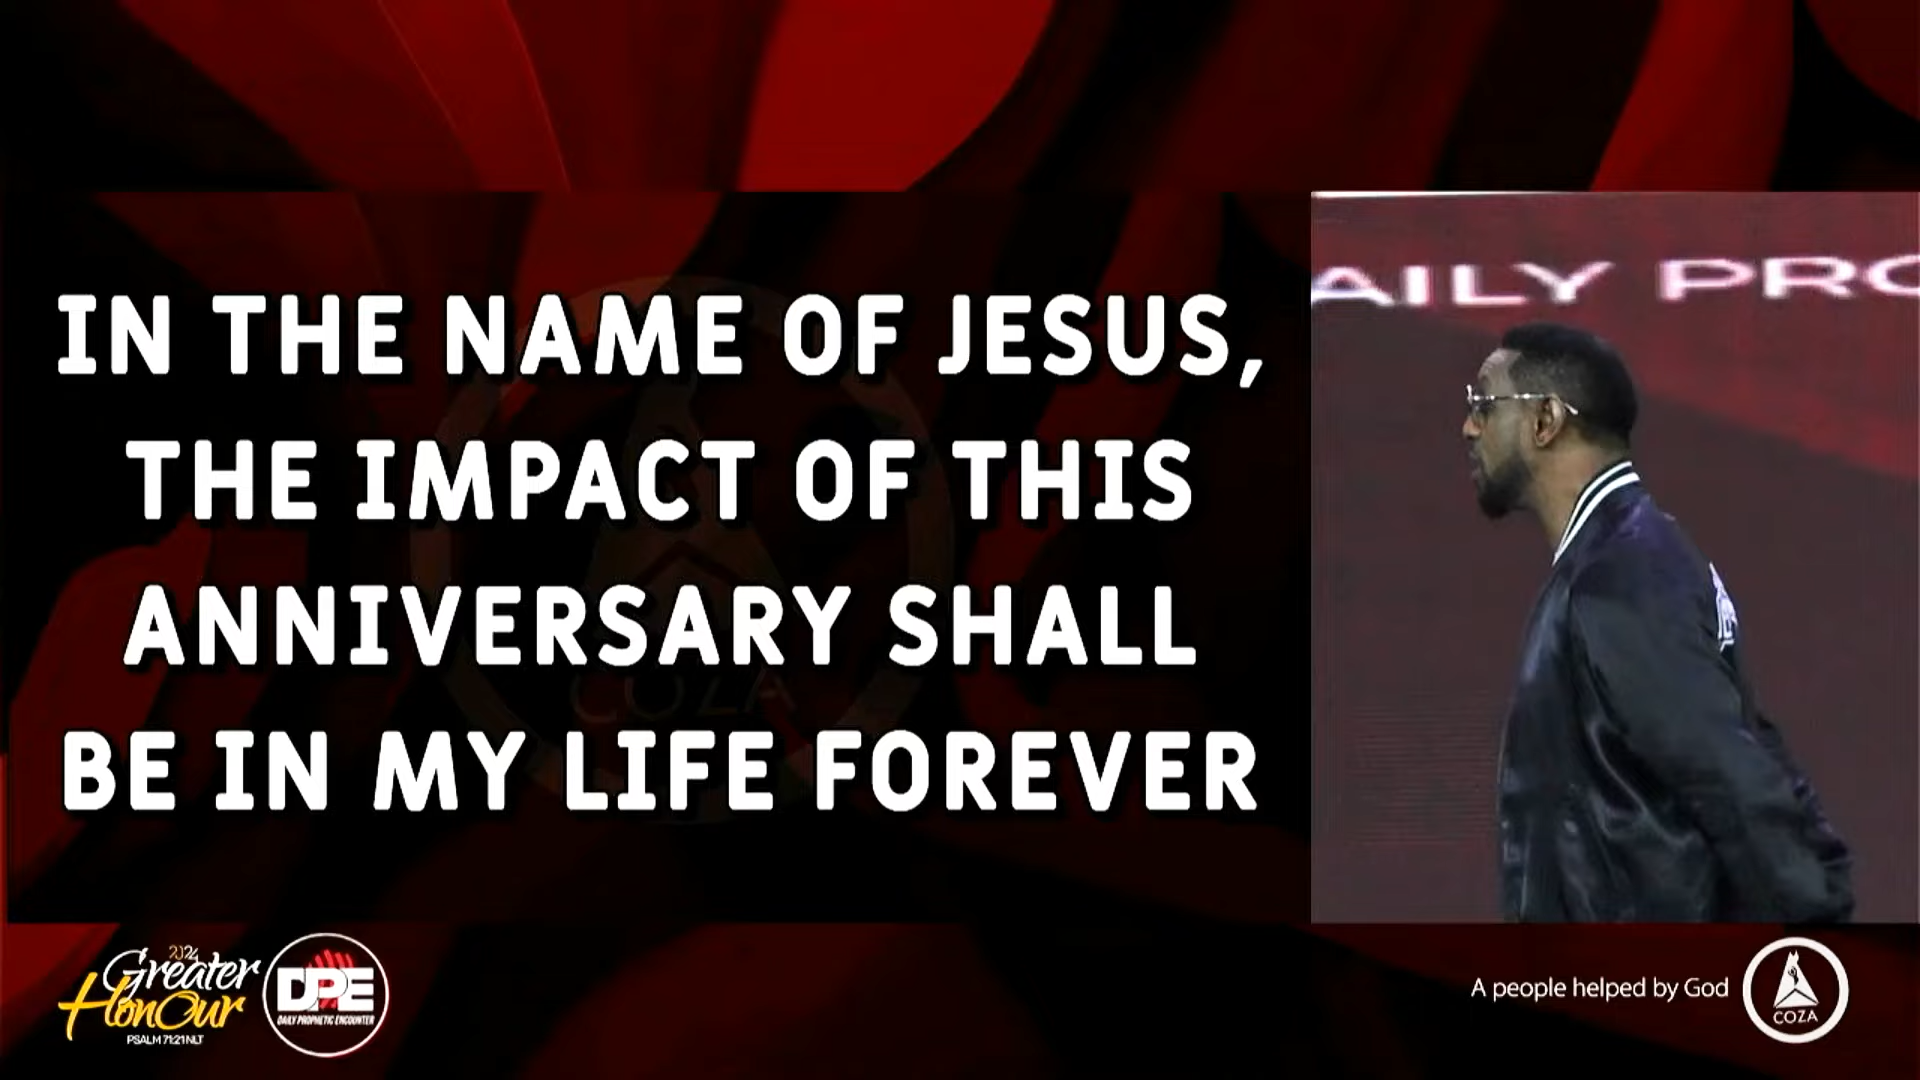 AILY PRO
IN THE NAME OF JESUS,
THE IMPACT OF THIS
ANNIVERSARY SHALL
BE IN MY LIFE FOREVER
COZA
2024
Greater
HonOur
PSALM 71:21 NLT
DPE
DAILY PROPHETIC ENCOUNTER
A people helped by God
COZA